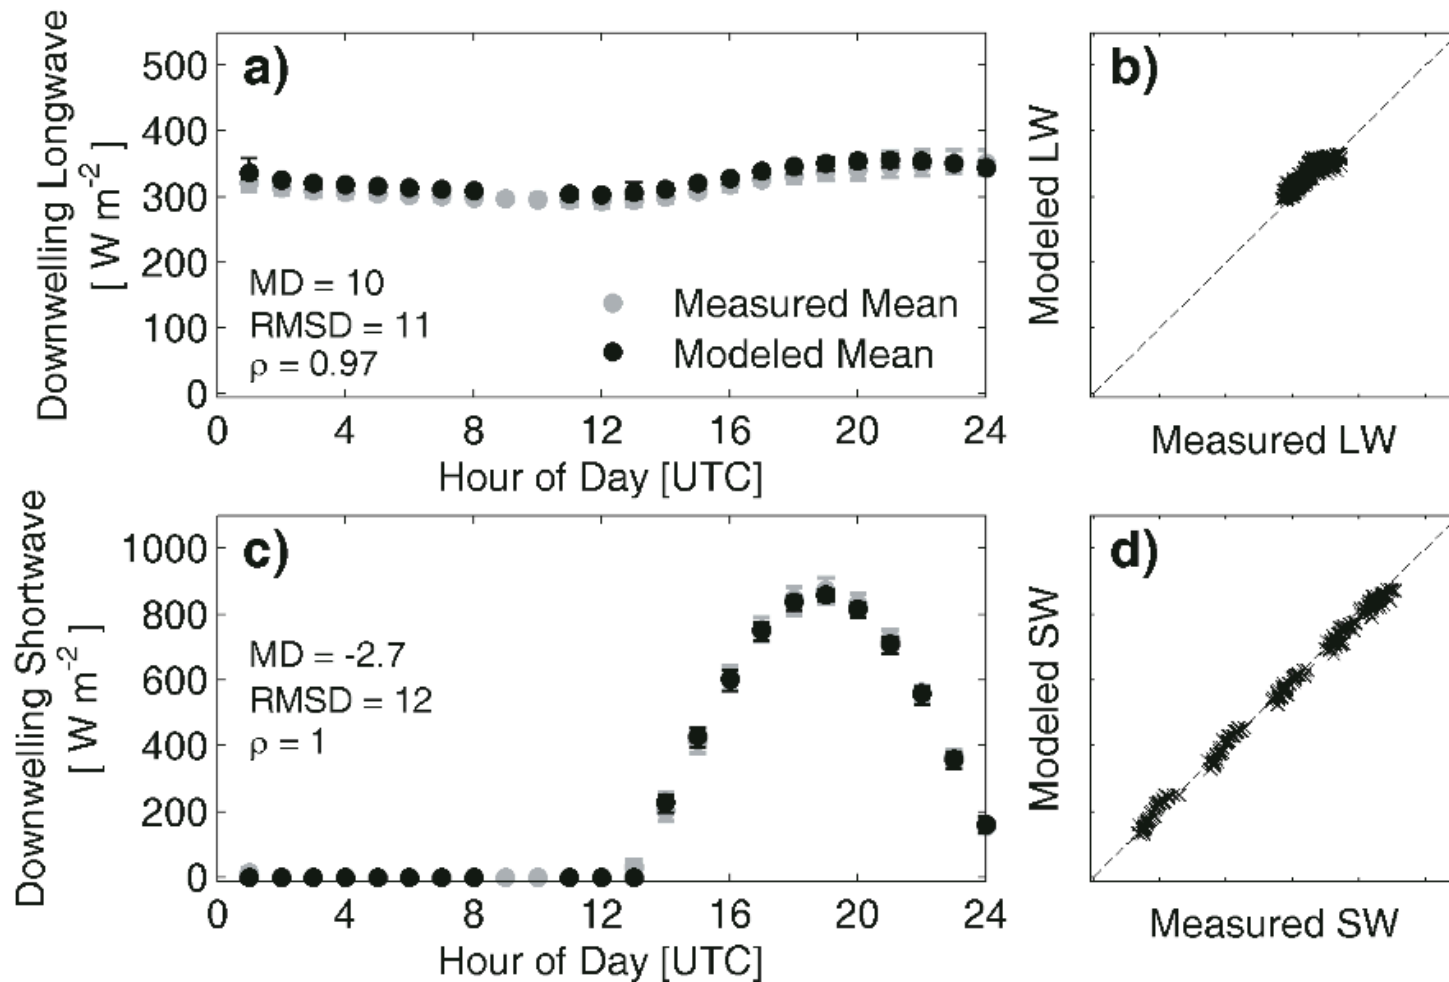 a)
Downwelling Longwave
[ W m-2 ]
500
400
300
200
100
0
MD = 10
RMSD = 11
ρ = 0.97
Measured Mean
Modeled Mean
0 4 8 12 16 20 24
Hour of Day [UTC]
b)
Modeled LW
Measured LW
c)
Downwelling Shortwave
[ W m-2 ]
1000
800
600
400
200
0
MD = -2.7
RMSD = 12
ρ = 1
0 4 8 12 16 20 24
Hour of Day [UTC]
d)
Modeled SW
Measured SW